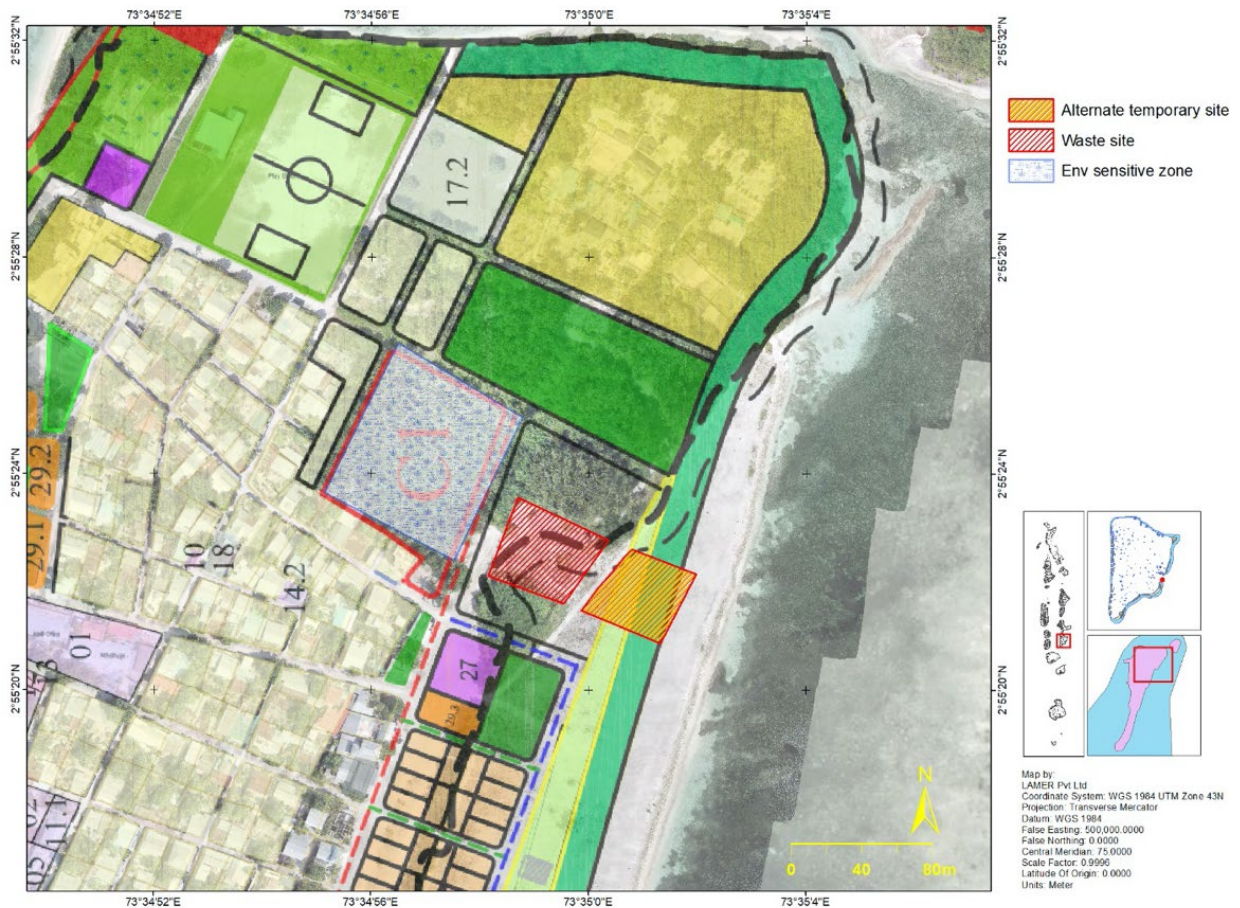 73°34'52"E 73°34'56"E 73°35'0"E 73°35'4"E
2°55'32"N 2°55'32"N
Alternate temporary site
Waste site
Env sensitive zone
17.2
2°55'28"N 2°55'28"N
C1
2°55'24"N 2°55'24"N
29.2
29.1
10
18
14.2
01
13
27
29.3
2°55'20"N 2°55'20"N
02
11.1
05
N
0 40 80m
Map by:
LAMER Pvt Ltd
Coordinate System: WGS 1984 UTM Zone 43N
Projection: Transverse Mercator
Datum: WGS 1984
False Easting: 500,000.0000
False Northing: 0.0000
Central Meridian: 75.0000
Scale Factor: 0.9996
Latitude Of Origin: 0.0000
Units: Meter
73°34'52"E 73°34'56"E 73°35'0"E 73°35'4"E